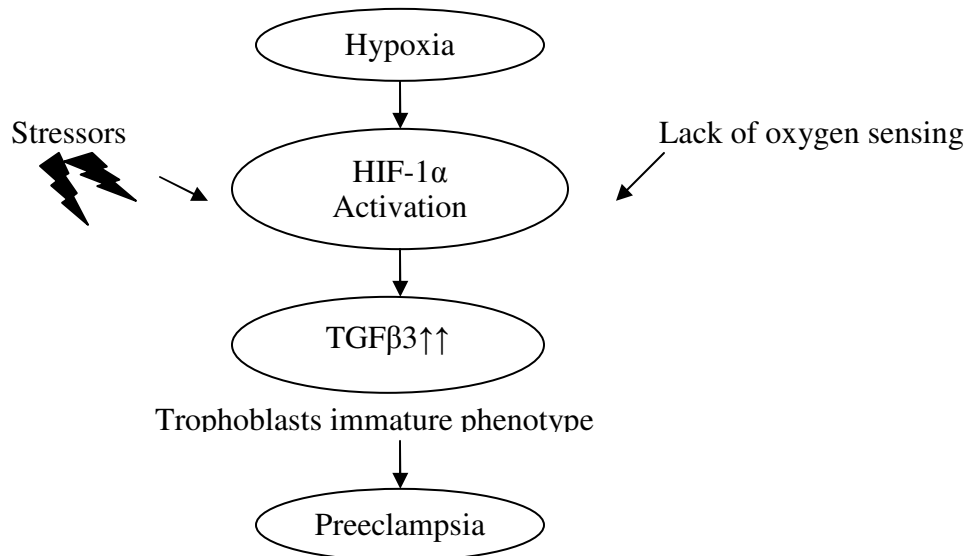 Hypoxia
Stressors
Lack of oxygen sensing
HIF-1α
Activation
TGFβ3↑↑
Trophoblasts immature phenotype
Preeclampsia